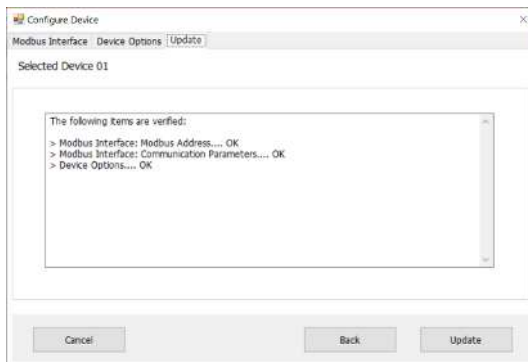 Configure Device
Modbus Interface Device Options Update
Selected Device 01
The following items are verified:
> Modbus Interface: Modbus Address.... OK
> Modbus Interface: Communication Parameters.... OK
> Device Options.... OK
Cancel Back Update